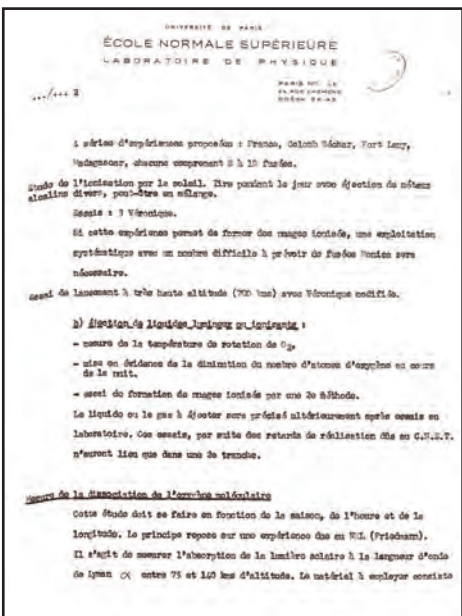 UNIVERSITÉ DE PARIS
ÉCOLE NORMALE SUPÉRIEURE
LABORATOIRE DE PHYSIQUE
PARIS
.../... 2
4 séries d'expériences proposées : France, Colomb Béchar, Fort Lamy,
Madagascar, chacune comprenant 8 à 10 fusées.
Etude de l'ionisation par le soleil. Tirs pendant le jour avec éjection de métaux
alcalins divers, peut-être en mélange.
Essais : 3 Véronique.
Si cette expérience permet de former des nuages ionisés, une exploitation
systématique avec un nombre difficile à prévoir de fusées Monica sera
nécessaire.
essai de lancement à très haute altitude (700 kms) avec Véronique modifiée.
b) éjection de liquides lumineux ou ionisants :
- mesure de la température de rotation de O2,
- mise en évidence de la diminution du nombre d'atomes d'oxygène au cours
de la nuit.
- essai de formation de nuages ionisés par une 2e méthode.
Le liquide ou le gaz à éjecter sera précisé ultérieurement après essais en
laboratoire. Ces essais, par suite des retards de réalisation dûs au C.N.E.T.
n'auront lieu que dans une 2e tranche.
Mesure de la dissociation de l'oxygène moléculaire
Cette étude doit se faire en fonction de la saison, de l'heure et de la
longitude. Le principe repose sur une expérience due au (Friedmann).
Il s'agit de mesurer l'absorption de la lumière solaire à la longueur d'onde
de Lyman α entre 75 et 140 kms d'altitude. Le matériel à employer consiste